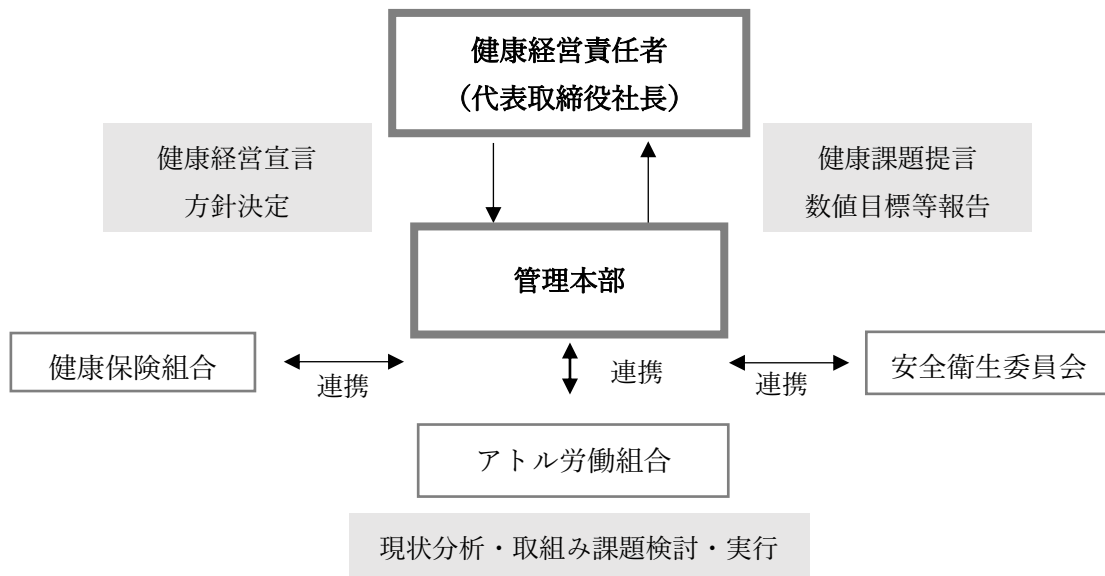 健康経営責任者
（代表取締役社長）
健康経営宣言
方針決定
健康課題提言
数値目標等報告
管理本部
健康保険組合
連携
連携
連携
安全衛生委員会
アトル労働組合
現状分析・取組み課題検討・実行